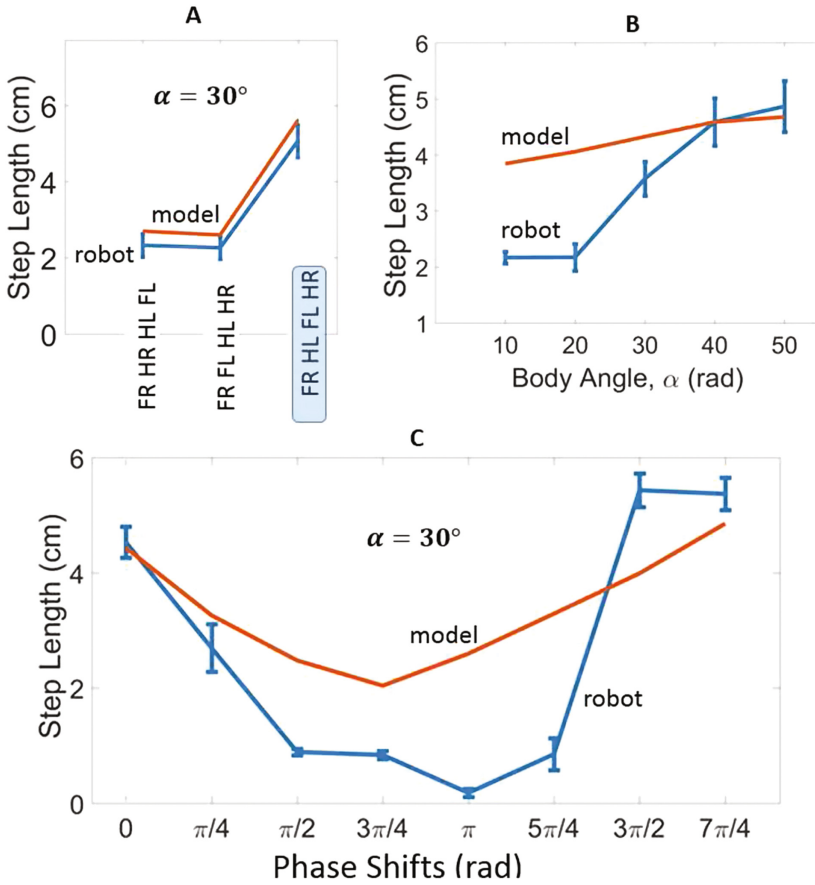 A
Step Length (cm)
6
4
2
0
α = 30°
model
robot
FR HR HL FL
FR FL HL HR
FR HL FL HR
B
Step Length (cm)
6
5
4
3
2
1
model
robot
10 20 30 40 50
Body Angle, α (rad)
C
Step Length (cm)
6
4
2
0
α = 30°
model
robot
0 π/4 π/2 3π/4 π 5π/4 3π/2 7π/4
Phase Shifts (rad)